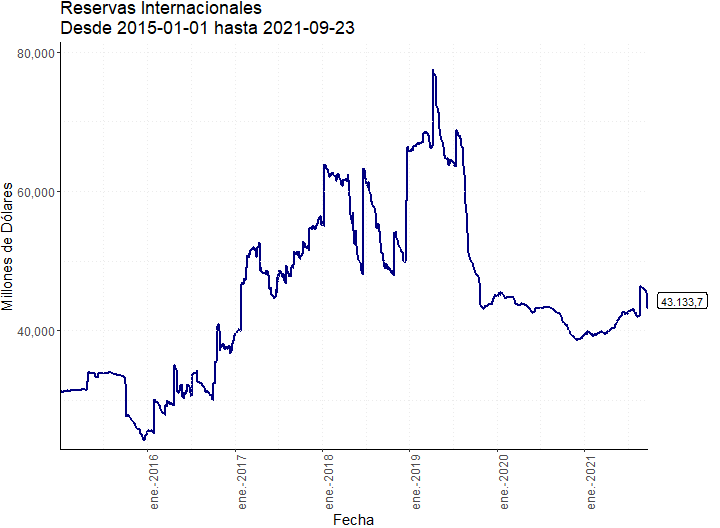 Reservas Internacionales
Desde 2015-01-01 hasta 2021-09-23
Millones de Dólares
80,000
60,000
40,000
43.133,7
ene.-2016
ene.-2017
ene.-2018
ene.-2019
ene.-2020
ene.-2021
Fecha